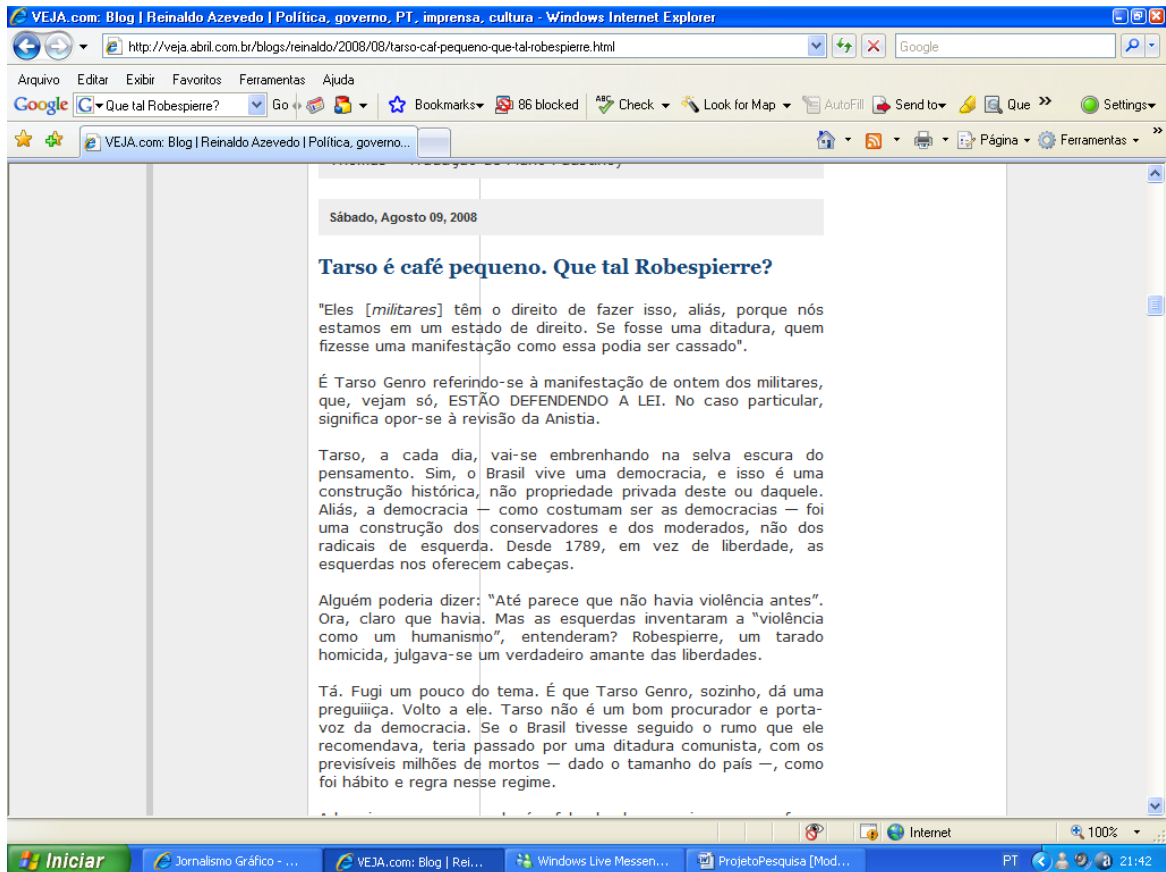 VEJA.com: Blog | Reinaldo Azevedo | Política, governo, PT, imprensa, cultura - Windows Internet Explorer
http://veja.abril.com.br/blogs/reinaldo/2008/08/tarso-caf-pequeno-que-tal-robespierre.html
Google
Arquivo Editar Exibir Favoritos Ferramentas Ajuda
Google G Que tal Robespierre? Go Bookmarks 86 blocked ABC Check Look for Map AutoFill Send to Que » Settings
VEJA.com: Blog | Reinaldo Azevedo | Política, governo... Página Ferramentas »
Sábado, Agosto 09, 2008
Tarso é café pequeno. Que tal Robespierre?
"Eles [militares] têm o direito de fazer isso, aliás, porque nós
estamos em um estado de direito. Se fosse uma ditadura, quem
fizesse uma manifestação como essa podia ser cassado".
É Tarso Genro referindo-se à manifestação de ontem dos militares,
que, vejam só, ESTÃO DEFENDENDO A LEI. No caso particular,
significa opor-se à revisão da Anistia.
Tarso, a cada dia, vai-se embrenhando na selva escura do
pensamento. Sim, o Brasil vive uma democracia, e isso é uma
construção histórica, não propriedade privada deste ou daquele.
Aliás, a democracia — como costumam ser as democracias — foi
uma construção dos conservadores e dos moderados, não dos
radicais de esquerda. Desde 1789, em vez de liberdade, as
esquerdas nos oferecem cabeças.
Alguém poderia dizer: “Até parece que não havia violência antes”.
Ora, claro que havia. Mas as esquerdas inventaram a “violência
como um humanismo”, entenderam? Robespierre, um tarado
homicida, julgava-se um verdadeiro amante das liberdades.
Tá. Fugi um pouco do tema. É que Tarso Genro, sozinho, dá uma
preguiiiça. Volto a ele. Tarso não é um bom procurador e porta-
voz da democracia. Se o Brasil tivesse seguido o rumo que ele
recomendava, teria passado por uma ditadura comunista, com os
previsíveis milhões de mortos — dado o tamanho do país —, como
foi hábito e regra nesse regime.
Internet 100%
Iniciar Jornalismo Gráfico - ... VEJA.com: Blog | Rei... Windows Live Messen... ProjetoPesquisa [Mod... PT 21:42